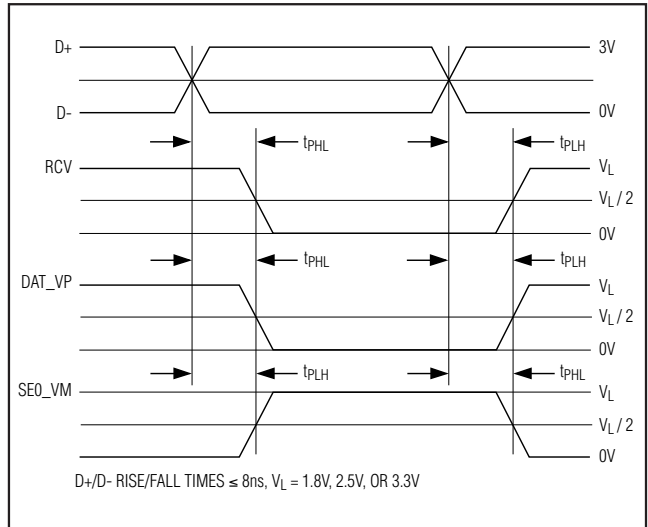 D+
3V
D-
0V
tPHL
tPLH
RCV
VL
VL / 2
0V
tPHL
tPLH
DAT_VP
VL
VL / 2
0V
tPLH
tPHL
SE0_VM
VL
VL / 2
0V
D+/D- RISE/FALL TIMES ≤ 8ns, VL = 1.8V, 2.5V, OR 3.3V